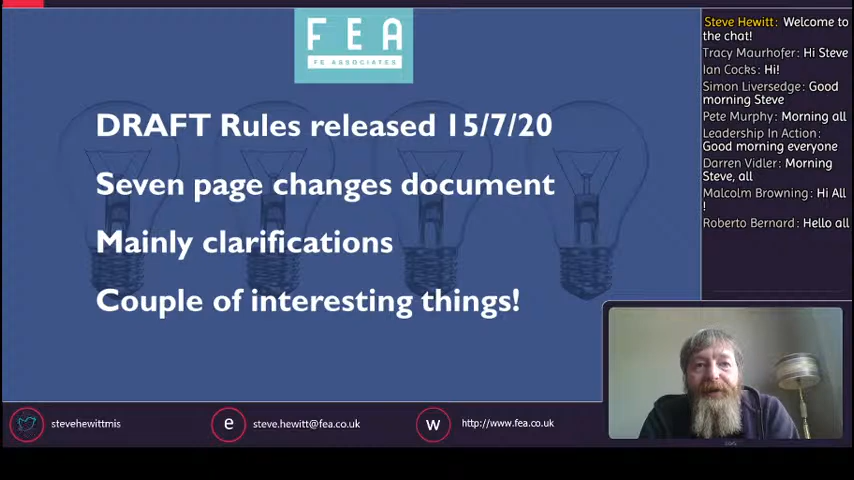 FEA
FE ASSOCIATES
DRAFT Rules released 15/7/20
Seven page changes document
Mainly clarifications
Couple of interesting things!
Steve Hewitt: Welcome to
the chat!
Tracy Maurhofer: Hi Steve
Ian Cocks: Hi!
Simon Liversedge: Good
morning Steve
Pete Murphy: Morning all
Leadership In Action:
Good morning everyone
Darren Vidler: Morning
Steve, all
Malcolm Browning: Hi All
!
Roberto Bernard: Hello all
stevehewittmis
e steve.hewitt@fea.co.uk
w http://www.fea.co.uk